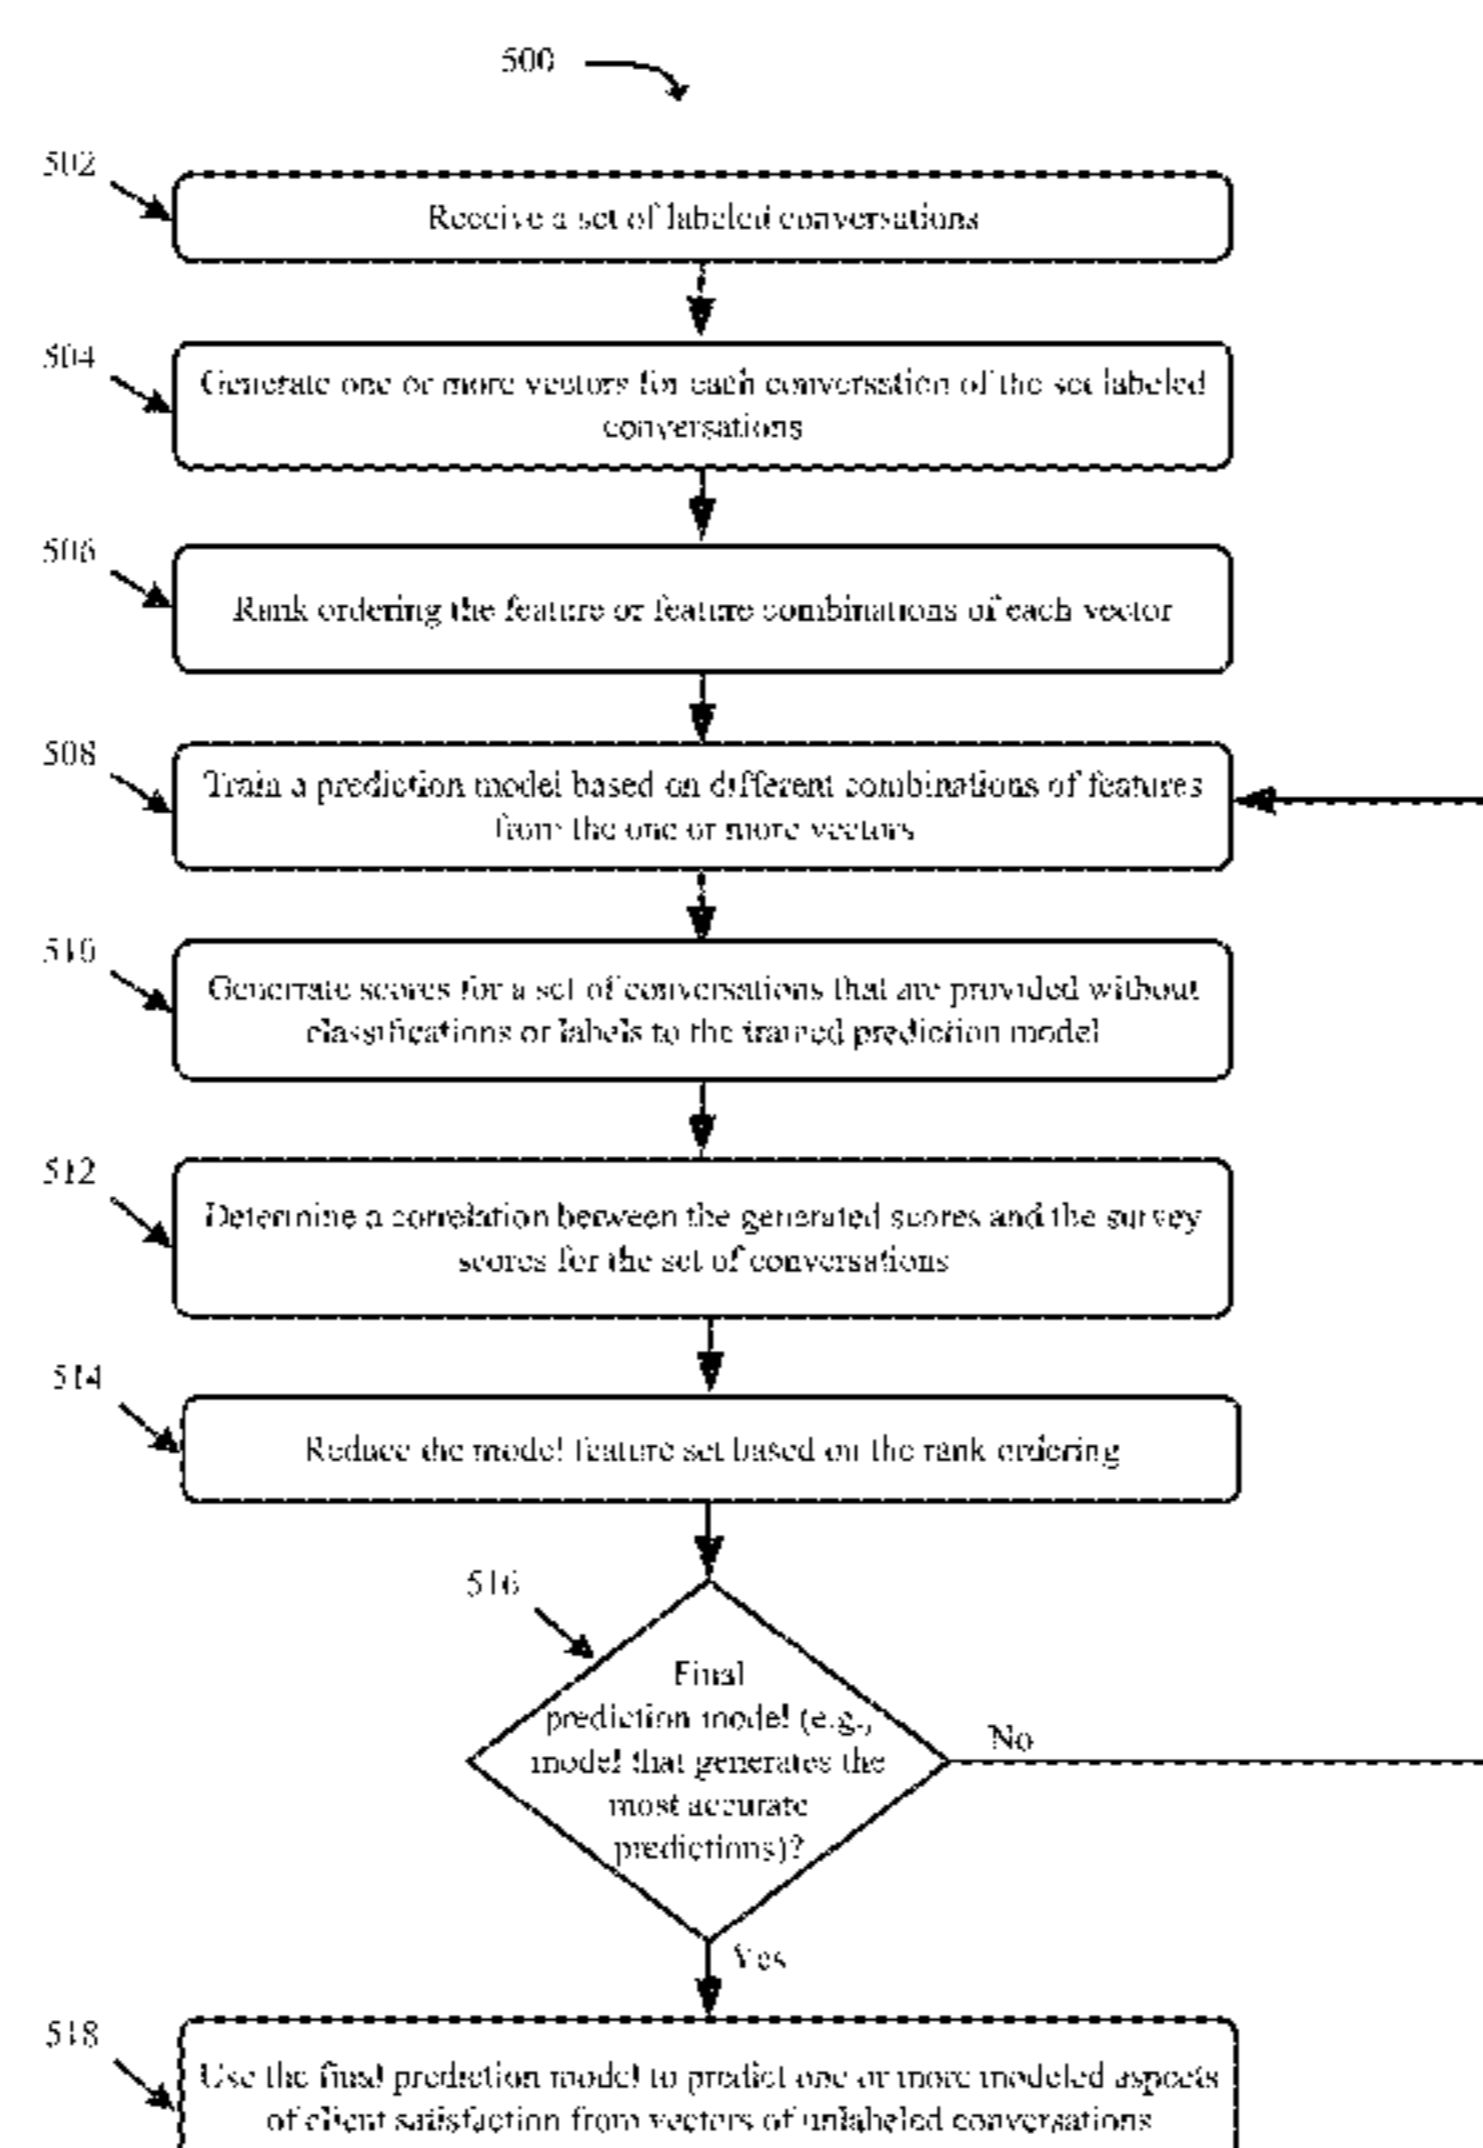 500
502
Receive a set of labeled conversations
504
Generate one or more vectors for each conversation of the set labeled
conversations
506
Rank ordering the feature or feature combinations of each vector
508
Train a prediction model based on different combinations of features
from the one or more vectors
510
Generate scores for a set of conversations that are provided without
classifications or labels to the trained prediction model
512
Determine a correlation between the generated scores and the survey
scores for the set of conversations
514
Reduce the model feature set based on the rank ordering
516
Final
prediction model (e.g.,
model that generates the
most accurate
predictions)?
No
Yes
518
Use the final prediction model to predict one or more modeled aspects
of client satisfaction from vectors of unlabeled conversations